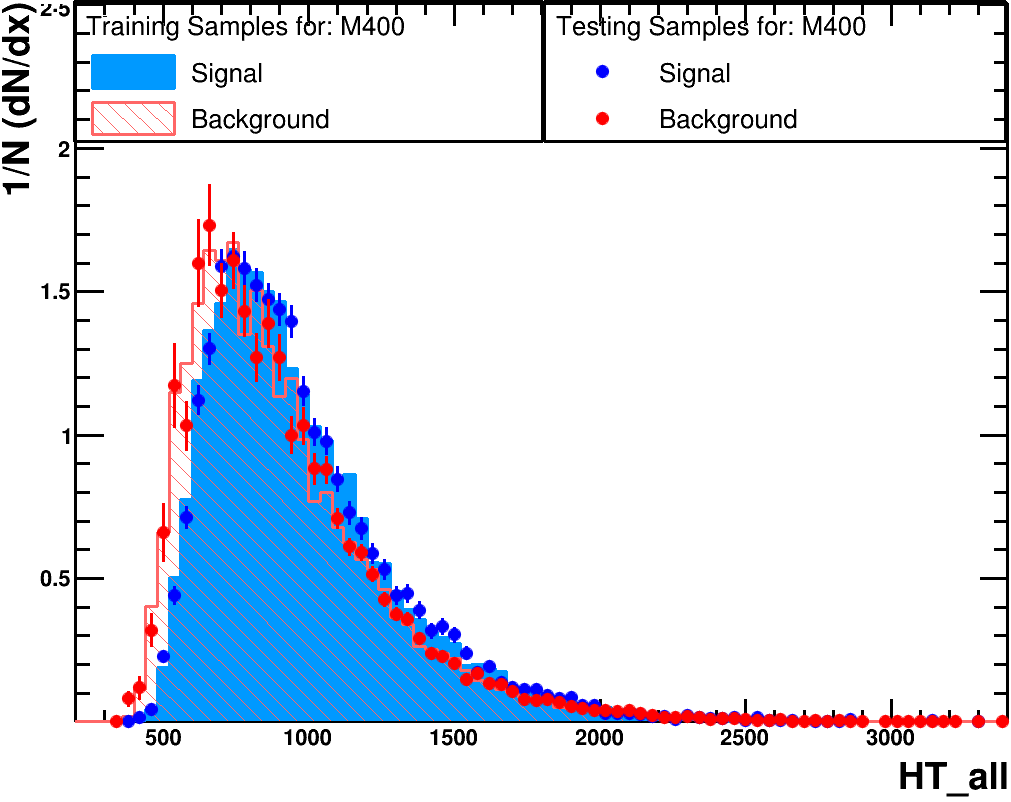 2.5
Training Samples for: M400
Testing Samples for: M400
Signal
Signal
Background
Background
1/N (dN/dx)
2
1.5
1
0.5
500 1000 1500 2000 2500 3000
HT_all